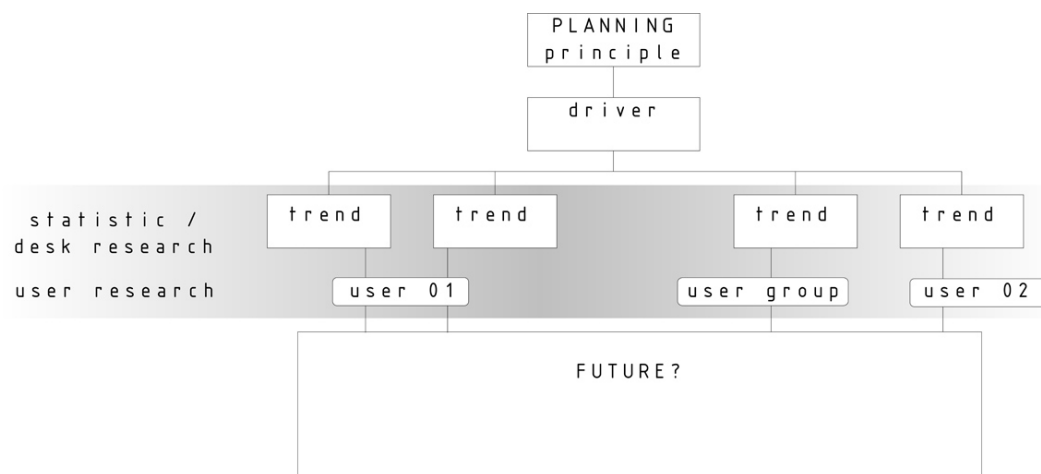 PLANNING
principle
driver
statistic /
desk research
trend
trend
trend
trend
user research
user 01
user group
user 02
FUTURE?